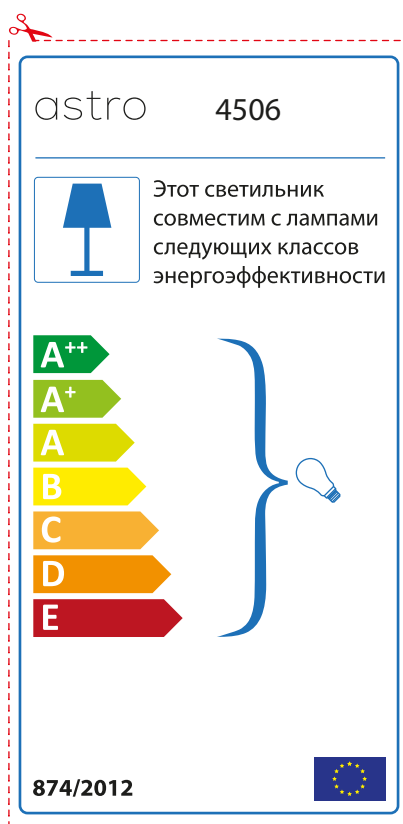 astro 4506
Этот светильник
совместим с лампами
следующих классов
энергоэффективности
A++
A+
A
B
C
D
E
874/2012